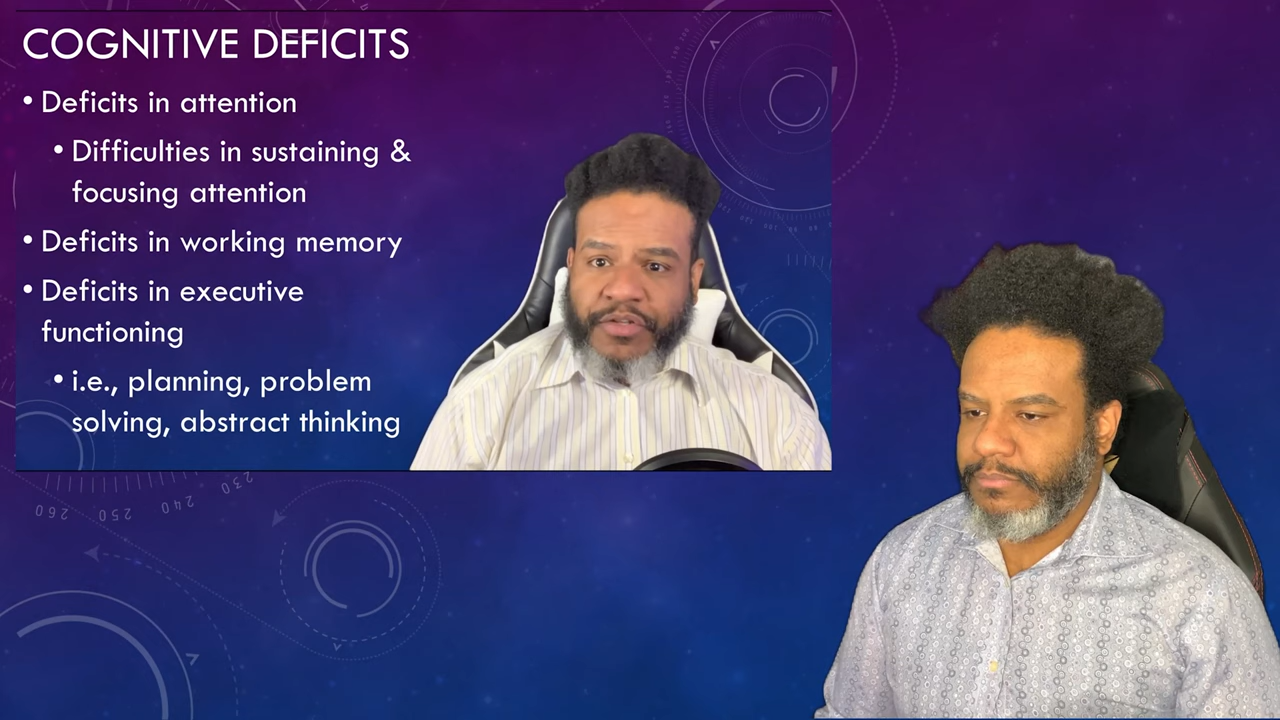 COGNITIVE DEFICITS
• Deficits in attention
• Difficulties in sustaining &
focusing attention
• Deficits in working memory
• Deficits in executive
functioning
• i.e., planning, problem
solving, abstract thinking
260
250
240
230